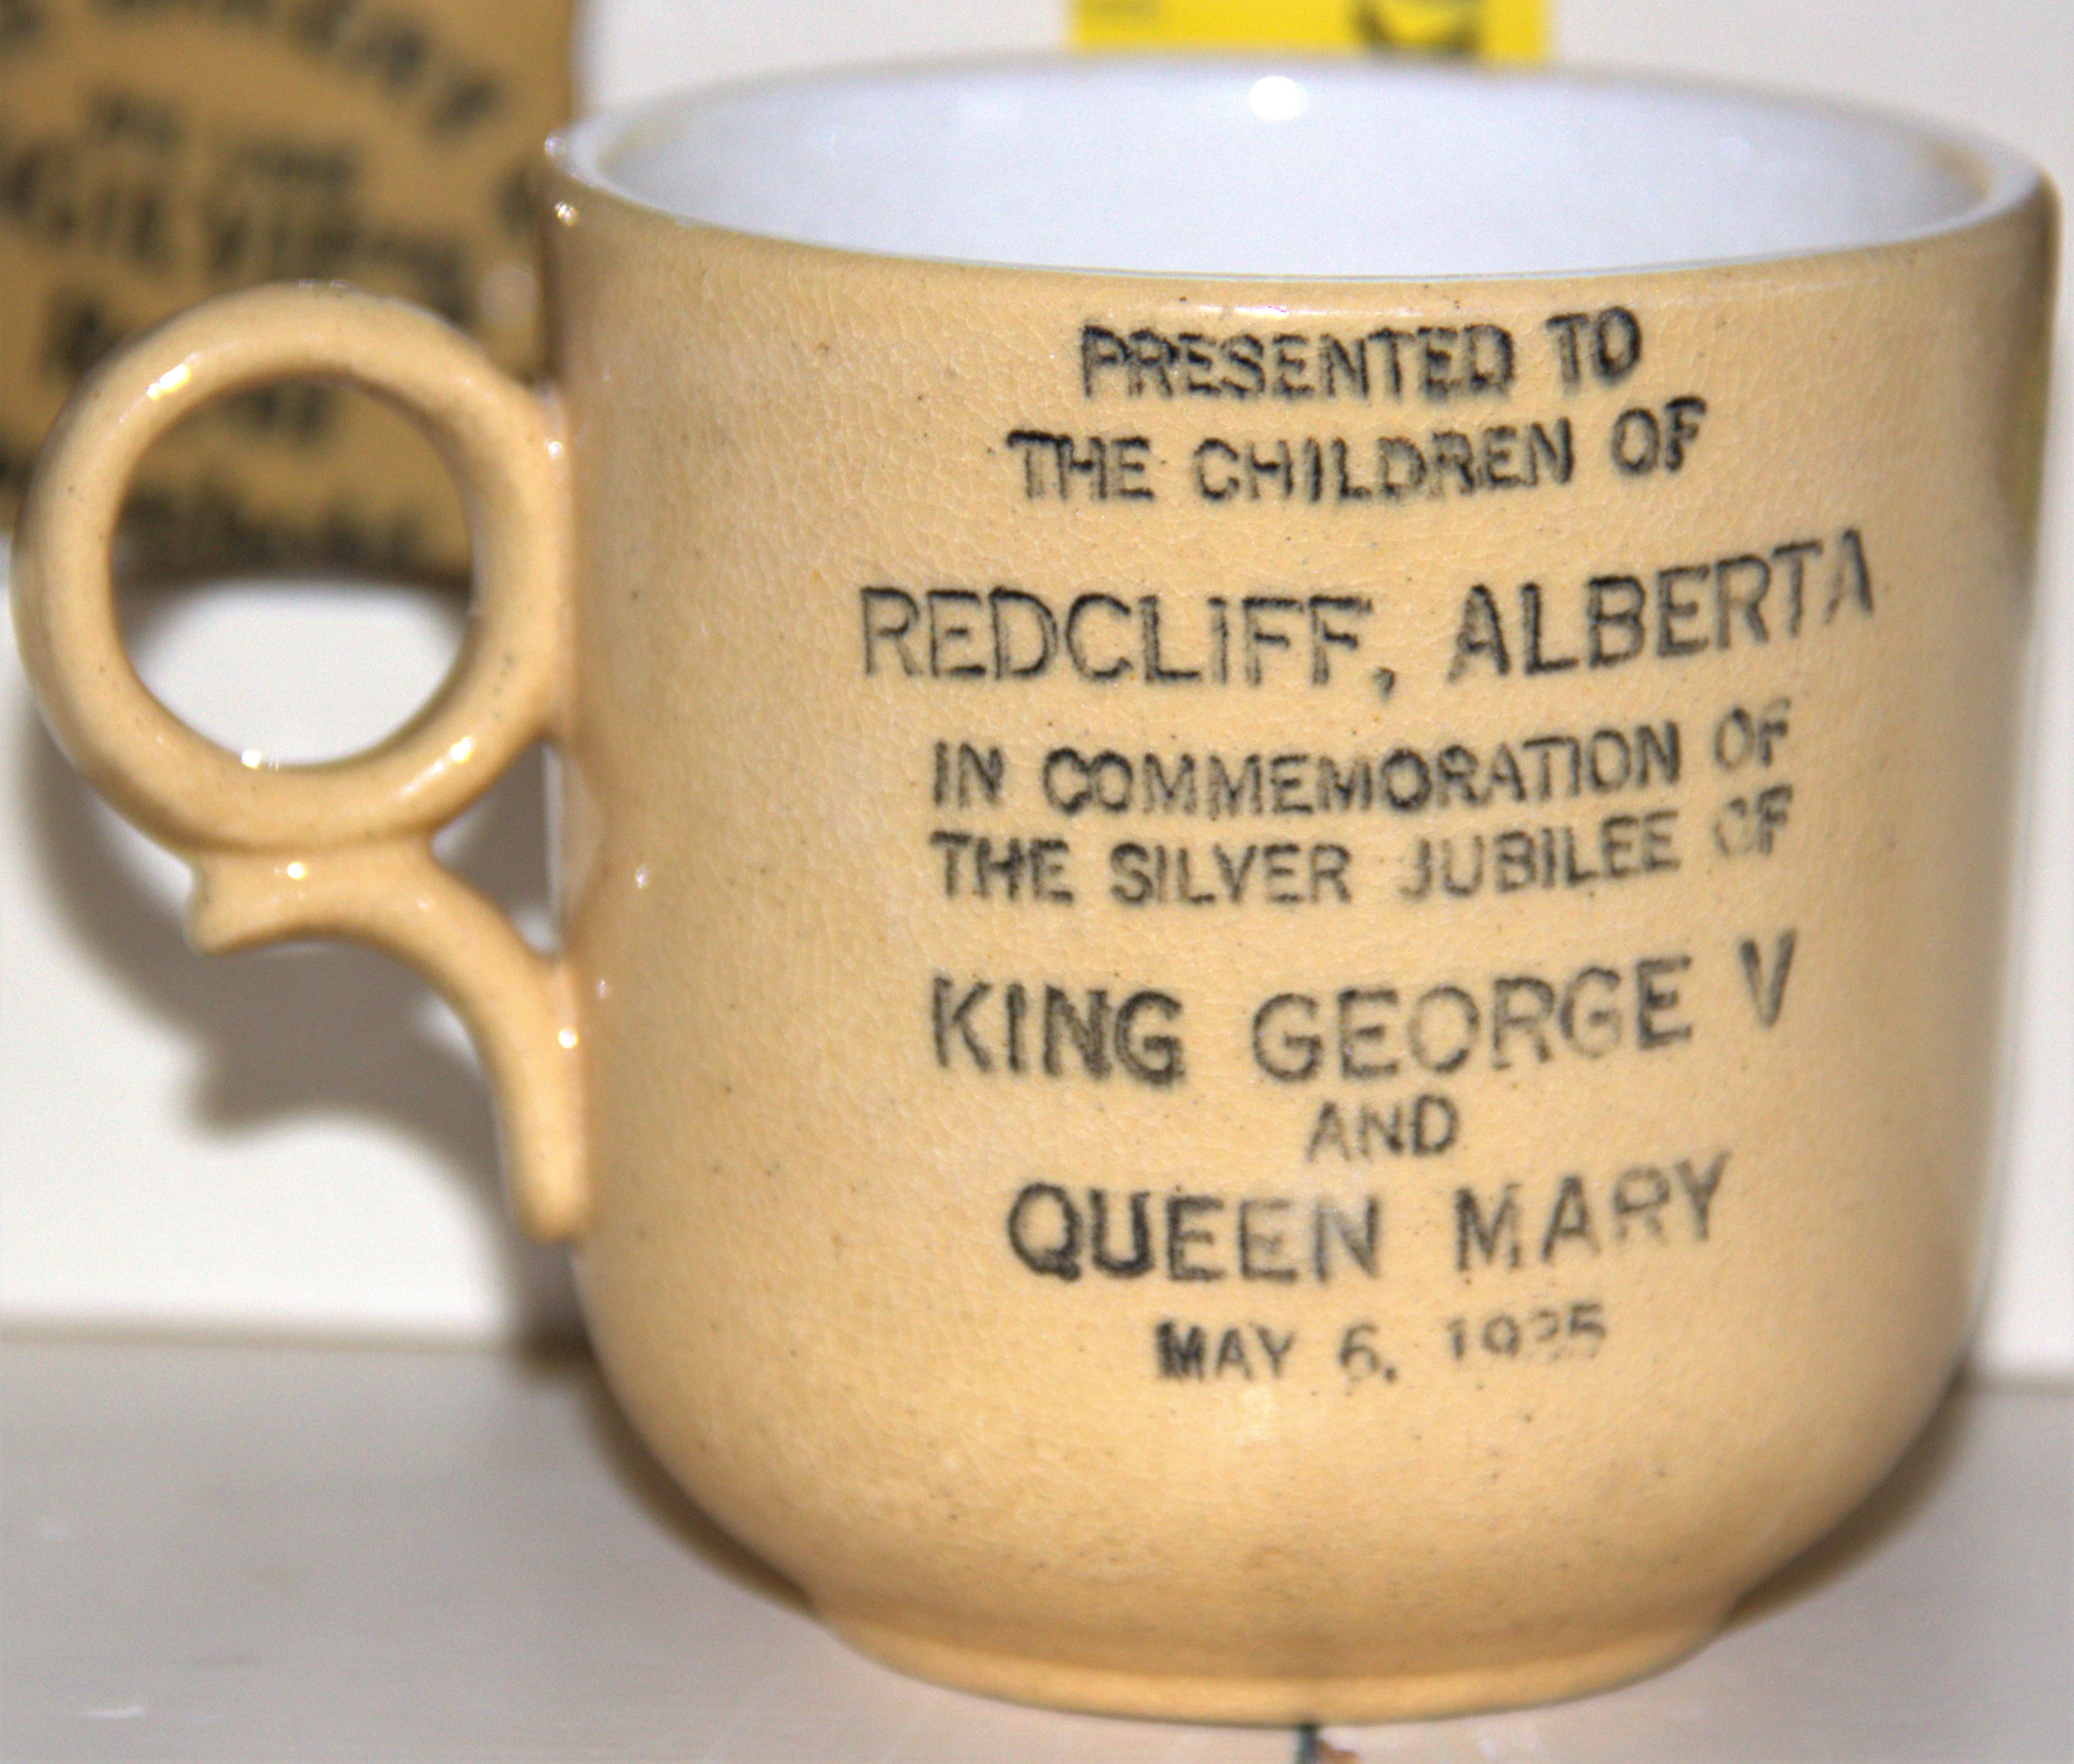 PRESENTED TO
THE CHILDREN OF
REDCLIFF, ALBERTA
IN COMMEMORATION OF
THE SILVER JUBILEE OF
KING GEORGE V
AND
QUEEN MARY
MAY 6, 1935